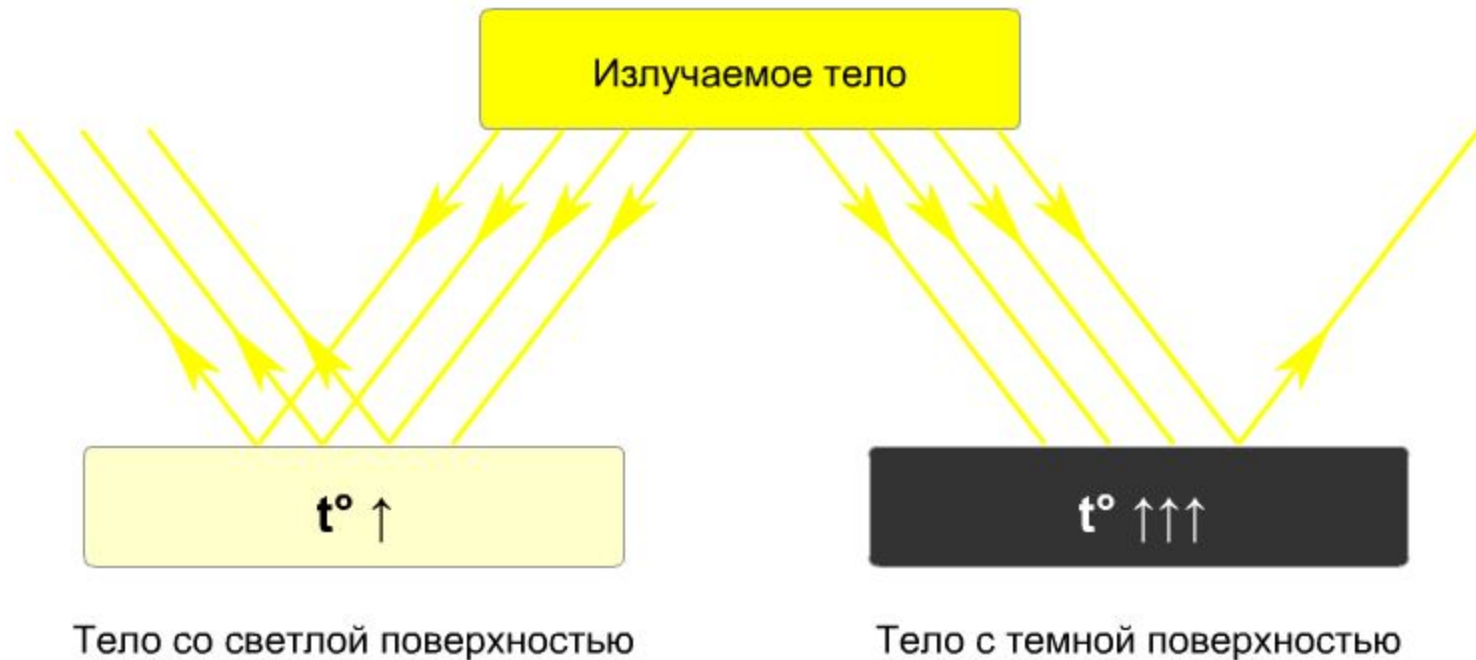 Излучаемое тело
t° ↑
t° ↑↑↑
Тело со светлой поверхностью
Тело с темной поверхностью